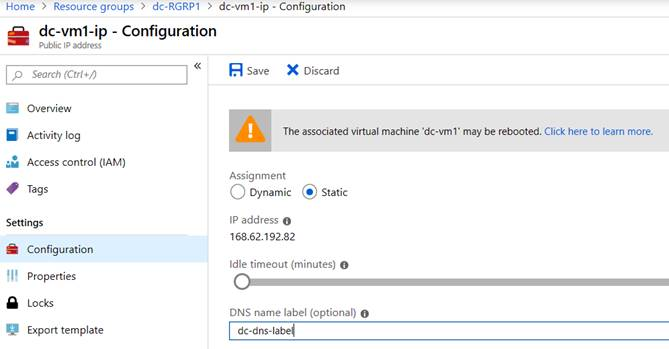 Home > Resource groups > dc-RGRP1 > dc-vm1-ip - Configuration
dc-vm1-ip - Configuration
Public IP address
Search (Ctrl+/)
«
Overview
Activity log
Access control (IAM)
Tags
Settings
Configuration
Properties
Locks
Export template
Save Discard
The associated virtual machine 'dc-vm1' may be rebooted. Click here to learn more.
Assignment
Dynamic Static
IP address
168.62.192.82
Idle timeout (minutes)
DNS name label (optional)
dc-dns-label